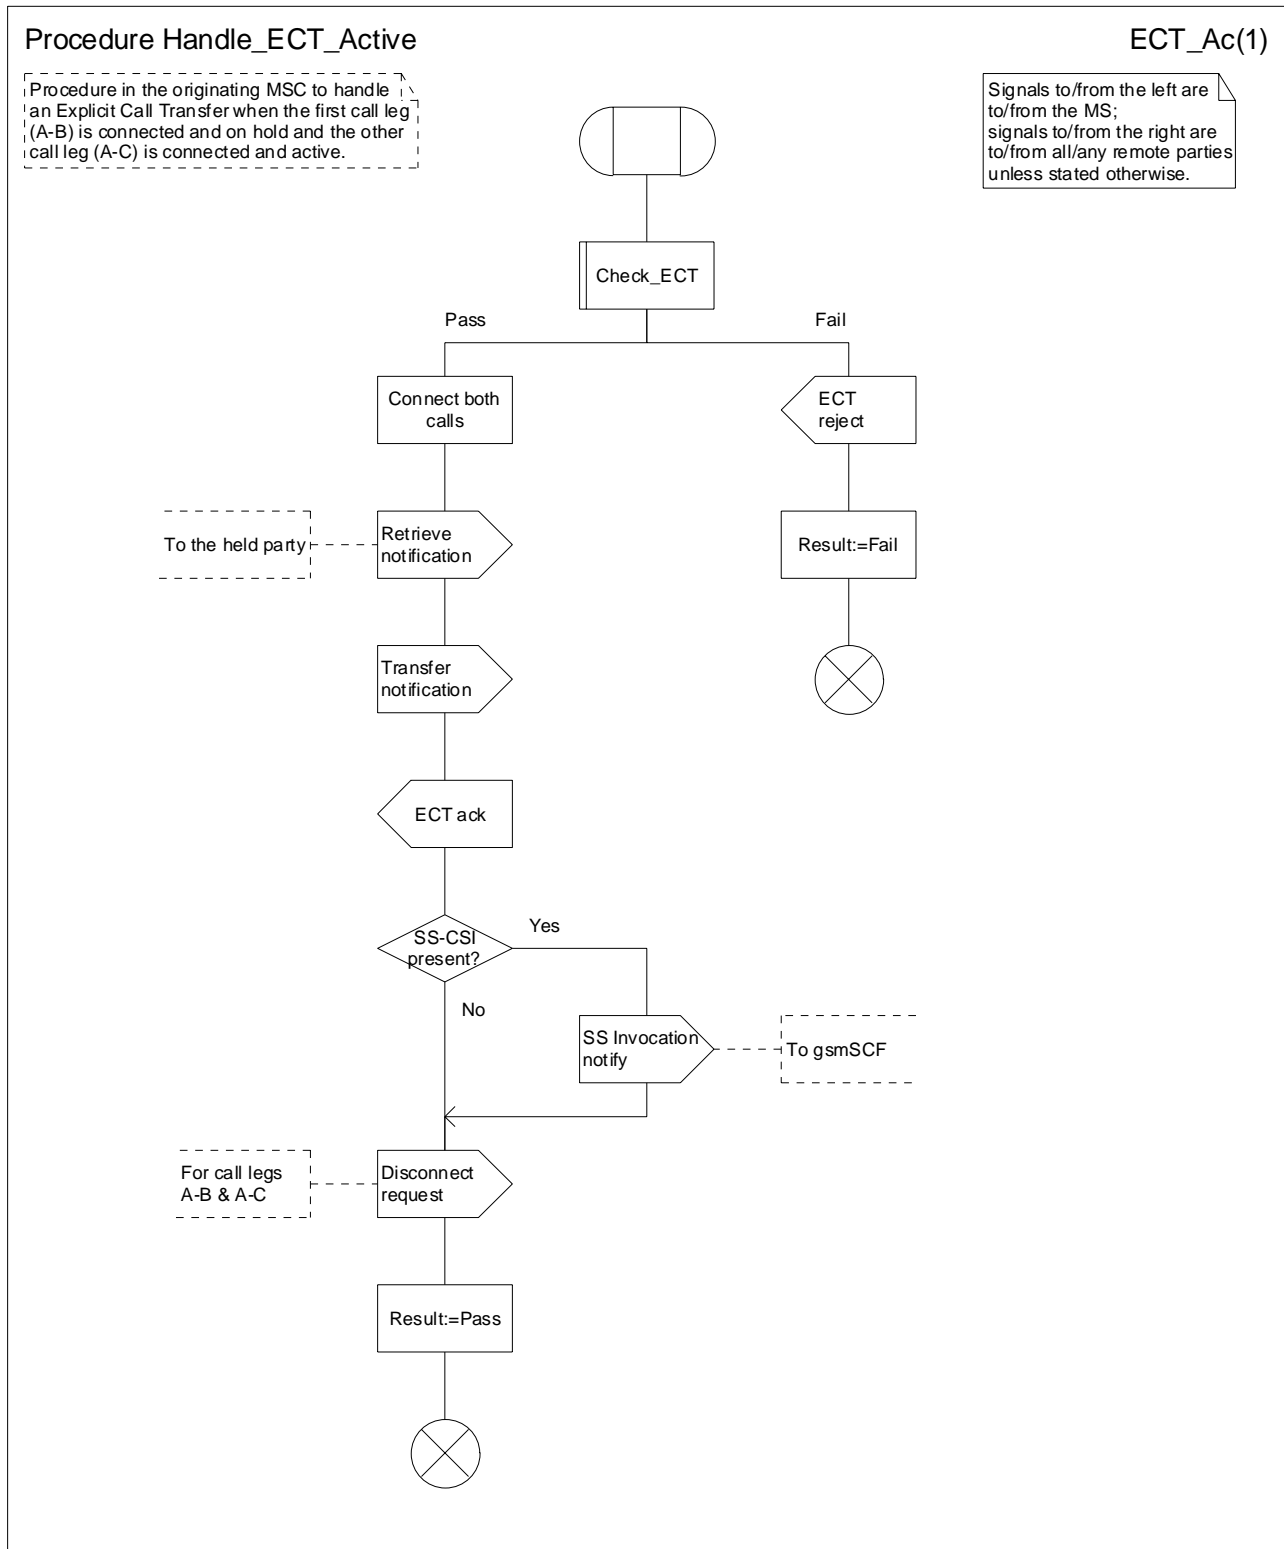 Procedure Handle_ECT_Active
ECT_Ac(1)
Procedure in the originating MSC to handle
an Explicit Call Transfer when the first call leg
(A-B) is connected and on hold and the other
call leg (A-C) is connected and active.
Signals to/from the left are
to/from the MS;
signals to/from the right are
to/from all/any remote parties
unless stated otherwise.
Check_ECT
Pass
Fail
Connect both
calls
ECT
reject
To the held party
Retrieve
notification
Result:=Fail
Transfer
notification
ECT ack
SS-CSI
present?
Yes
No
SS Invocation
notify
To gsmSCF
For call legs
A-B & A-C
Disconnect
request
Result:=Pass